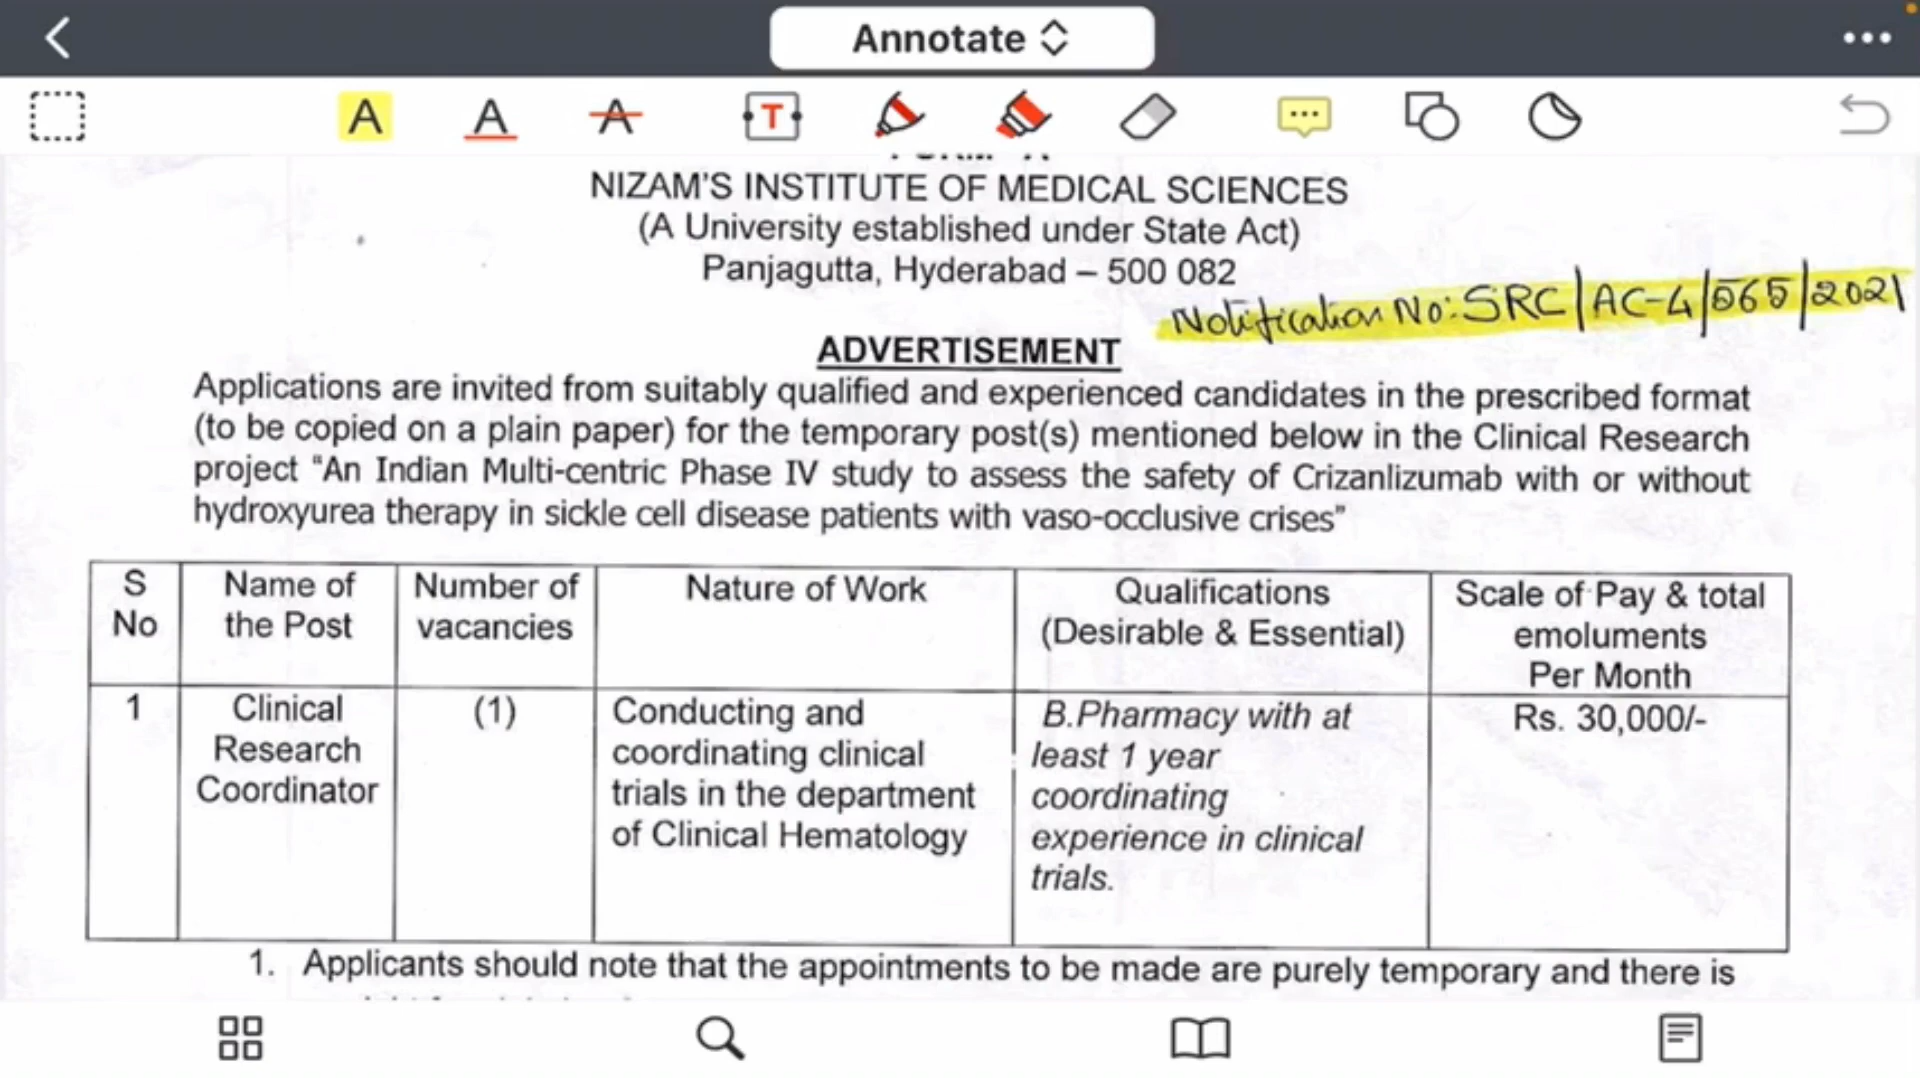 Annotate
A A A T
NIZAM'S INSTITUTE OF MEDICAL SCIENCES
(A University established under State Act)
Panjagutta, Hyderabad – 500 082
Notification No: SRC/AC-4/565/2021
ADVERTISEMENT
Applications are invited from suitably qualified and experienced candidates in the prescribed format
(to be copied on a plain paper) for the temporary post(s) mentioned below in the Clinical Research
project "An Indian Multi-centric Phase IV study to assess the safety of Crizanlizumab with or without
hydroxyurea therapy in sickle cell disease patients with vaso-occlusive crises"
S No
Name of the Post
Number of vacancies
Nature of Work
Qualifications
(Desirable & Essential)
Scale of Pay & total
emoluments
Per Month
1
Clinical
Research
Coordinator
(1)
Conducting and
coordinating clinical
trials in the department
of Clinical Hematology
B.Pharmacy with at
least 1 year
coordinating
experience in clinical
trials.
Rs. 30,000/-
1. Applicants should note that the appointments to be made are purely temporary and there is